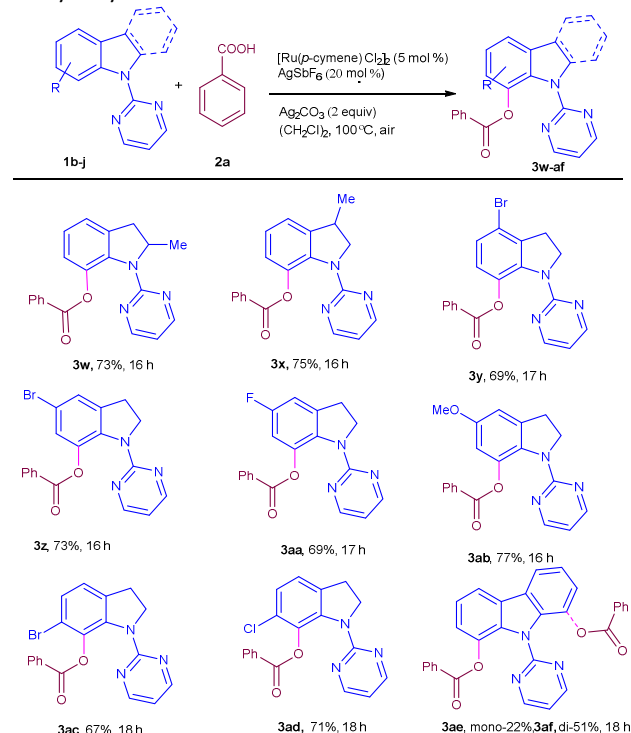 COOH
[Ru(p-cymene) Cl2]2 (5 mol %)
AgSbF6 (20 mol %)
R
N
N N
+
Ag2CO3 (2 equiv)
(CH2Cl)2, 100 °C, air
R
N
Ph O
O
N N
1b-j
2a
3w-af
Me
N
O
Ph
O
N N
3w, 73%, 16 h
Me
N
O
Ph
O
N N
3x, 75%, 16 h
Br
N
O
Ph
O
N N
3y, 69%, 17 h
Br
N
O
Ph
O
N N
3z, 73%, 16 h
F
N
O
Ph
O
N N
3aa, 69%, 17 h
MeO
N
O
Ph
O
N N
3ab, 77%, 16 h
Br
N
O
Ph
O
N N
3ac, 67%, 18 h
Cl
N
O
Ph
O
N N
3ad, 71%, 18 h
Ph
O
O
N
O
Ph
O
N N
3ae, mono-22%,3af, di-51%, 18 h